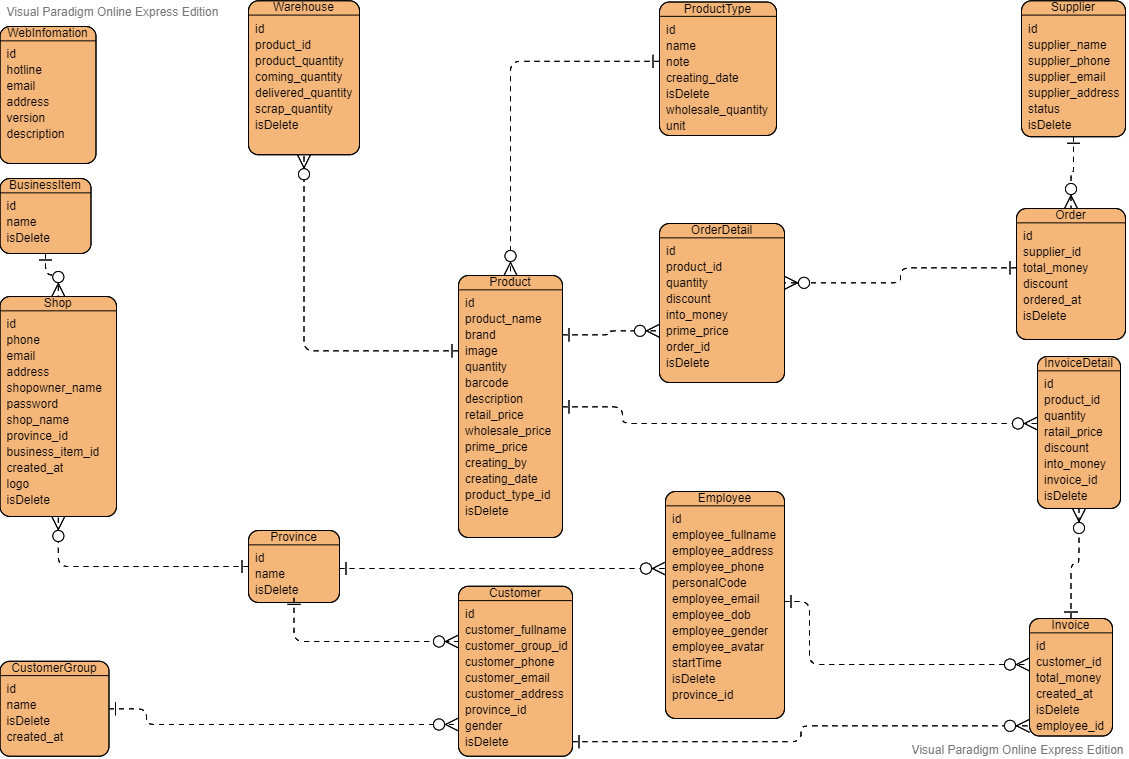 Visual Paradigm Online Express Edition
WebInfomation
id
hotline
email
address
version
description
BusinessItem
id
name
isDelete
Shop
id
phone
email
address
shopowner_name
password
shop_name
province_id
business_item_id
created_at
logo
isDelete
CustomerGroup
id
name
isDelete
created_at
Warehouse
id
product_id
product_quantity
coming_quantity
delivered_quantity
scrap_quantity
isDelete
Province
id
name
isDelete
Product
id
product_name
brand
image
quantity
barcode
description
retail_price
wholesale_price
prime_price
creating_by
creating_date
product_type_id
isDelete
Customer
id
customer_fullname
customer_group_id
customer_phone
customer_email
customer_address
province_id
gender
isDelete
ProductType
id
name
note
creating_date
isDelete
wholesale_quantity
unit
OrderDetail
id
product_id
quantity
discount
into_money
prime_price
order_id
isDelete
Employee
id
employee_fullname
employee_address
employee_phone
personalCode
employee_email
employee_dob
employee_gender
employee_avatar
startTime
isDelete
province_id
Supplier
id
supplier_name
supplier_phone
supplier_email
supplier_address
status
isDelete
Order
id
supplier_id
total_money
discount
ordered_at
isDelete
InvoiceDetail
id
product_id
quantity
ratail_price
discount
into_money
invoice_id
isDelete
Invoice
id
customer_id
total_money
created_at
isDelete
employee_id
Visual Paradigm Online Express Edition